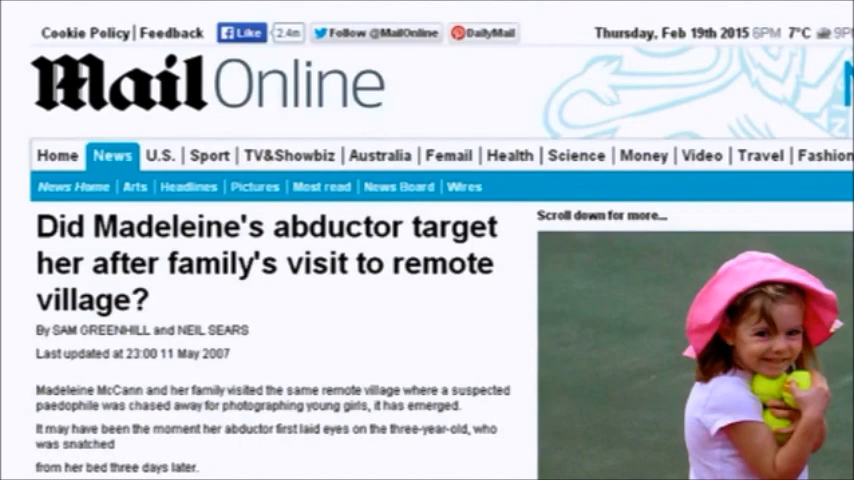 Cookie Policy | Feedback Like 2.4m Follow @MailOnline DailyMail Thursday, Feb 19th 2015 6PM 7°C 9P
Mail Online
Home News U.S. | Sport | TV&Showbiz | Australia | Femail | Health | Science | Money | Video | Travel | Fashion
News Home | Arts | Headlines | Pictures | Most read | News Board | Wires
Did Madeleine's abductor target
her after family's visit to remote
village?
By SAM GREENHILL and NEIL SEARS
Last updated at 23:00 11 May 2007
Madeleine McCann and her family visited the same remote village where a suspected
paedophile was chased away for photographing young girls, it has emerged.
It may have been the moment her abductor first laid eyes on the three-year-old, who
was snatched
from her bed three days later.
Scroll down for more...